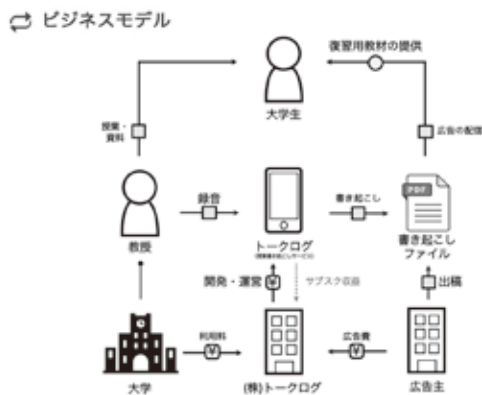 ビジネスモデル
復習用教材の提供
大学生
授業・
資料
広告の配信
録音
書き起こし
PDF
教授
トークログ
書き起こし
ファイル
開発・運営
¥
サブスク収益
出稿
利用料
¥
広告費
¥
大学
(株)トークログ
広告主